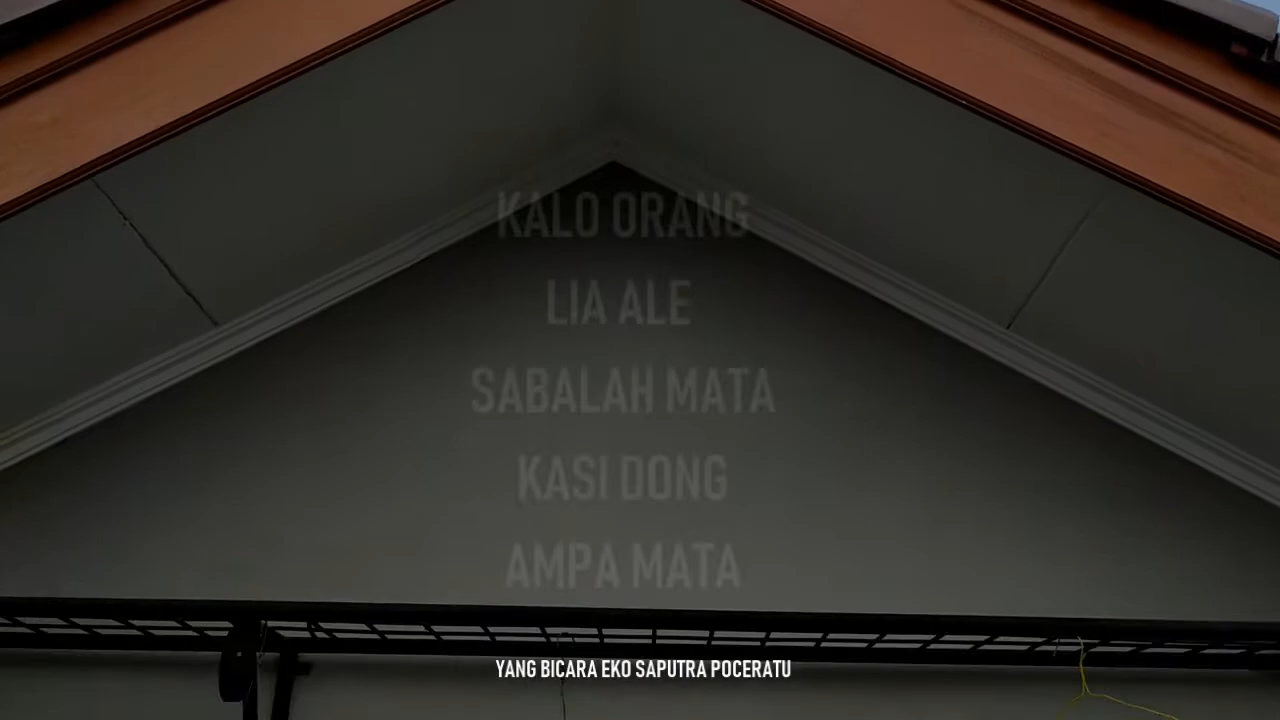 KALO ORANG
LIA ALE
SABALAH MATA
KASI DONG
AMPA MATA
YANG BICARA EKO SAPUTRA POCERATU